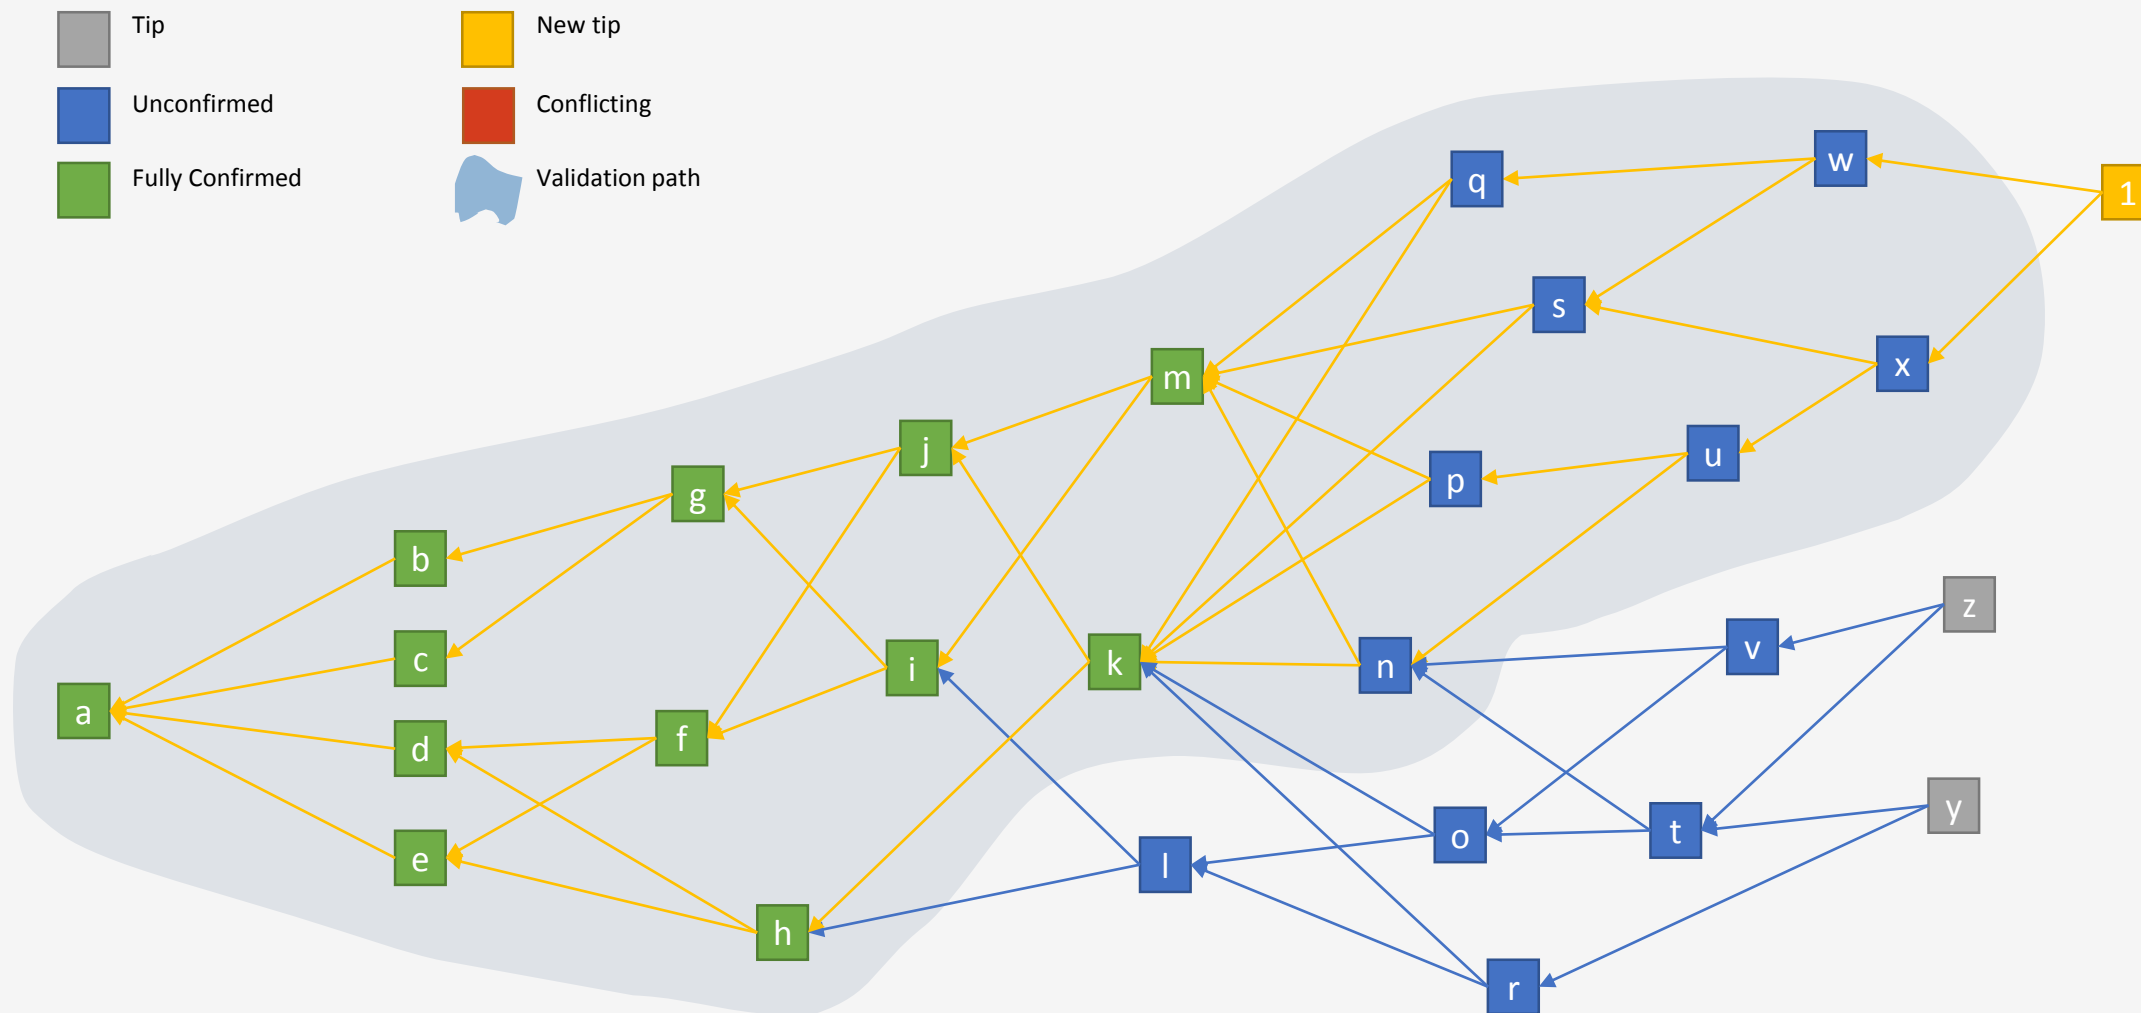 Tip
New tip
Unconfirmed
Conflicting
Fully Confirmed
Validation path
w
q
1
s
x
m
j
u
p
g
b
z
v
c
i
k
n
a
f
d
y
t
o
e
l
h
r